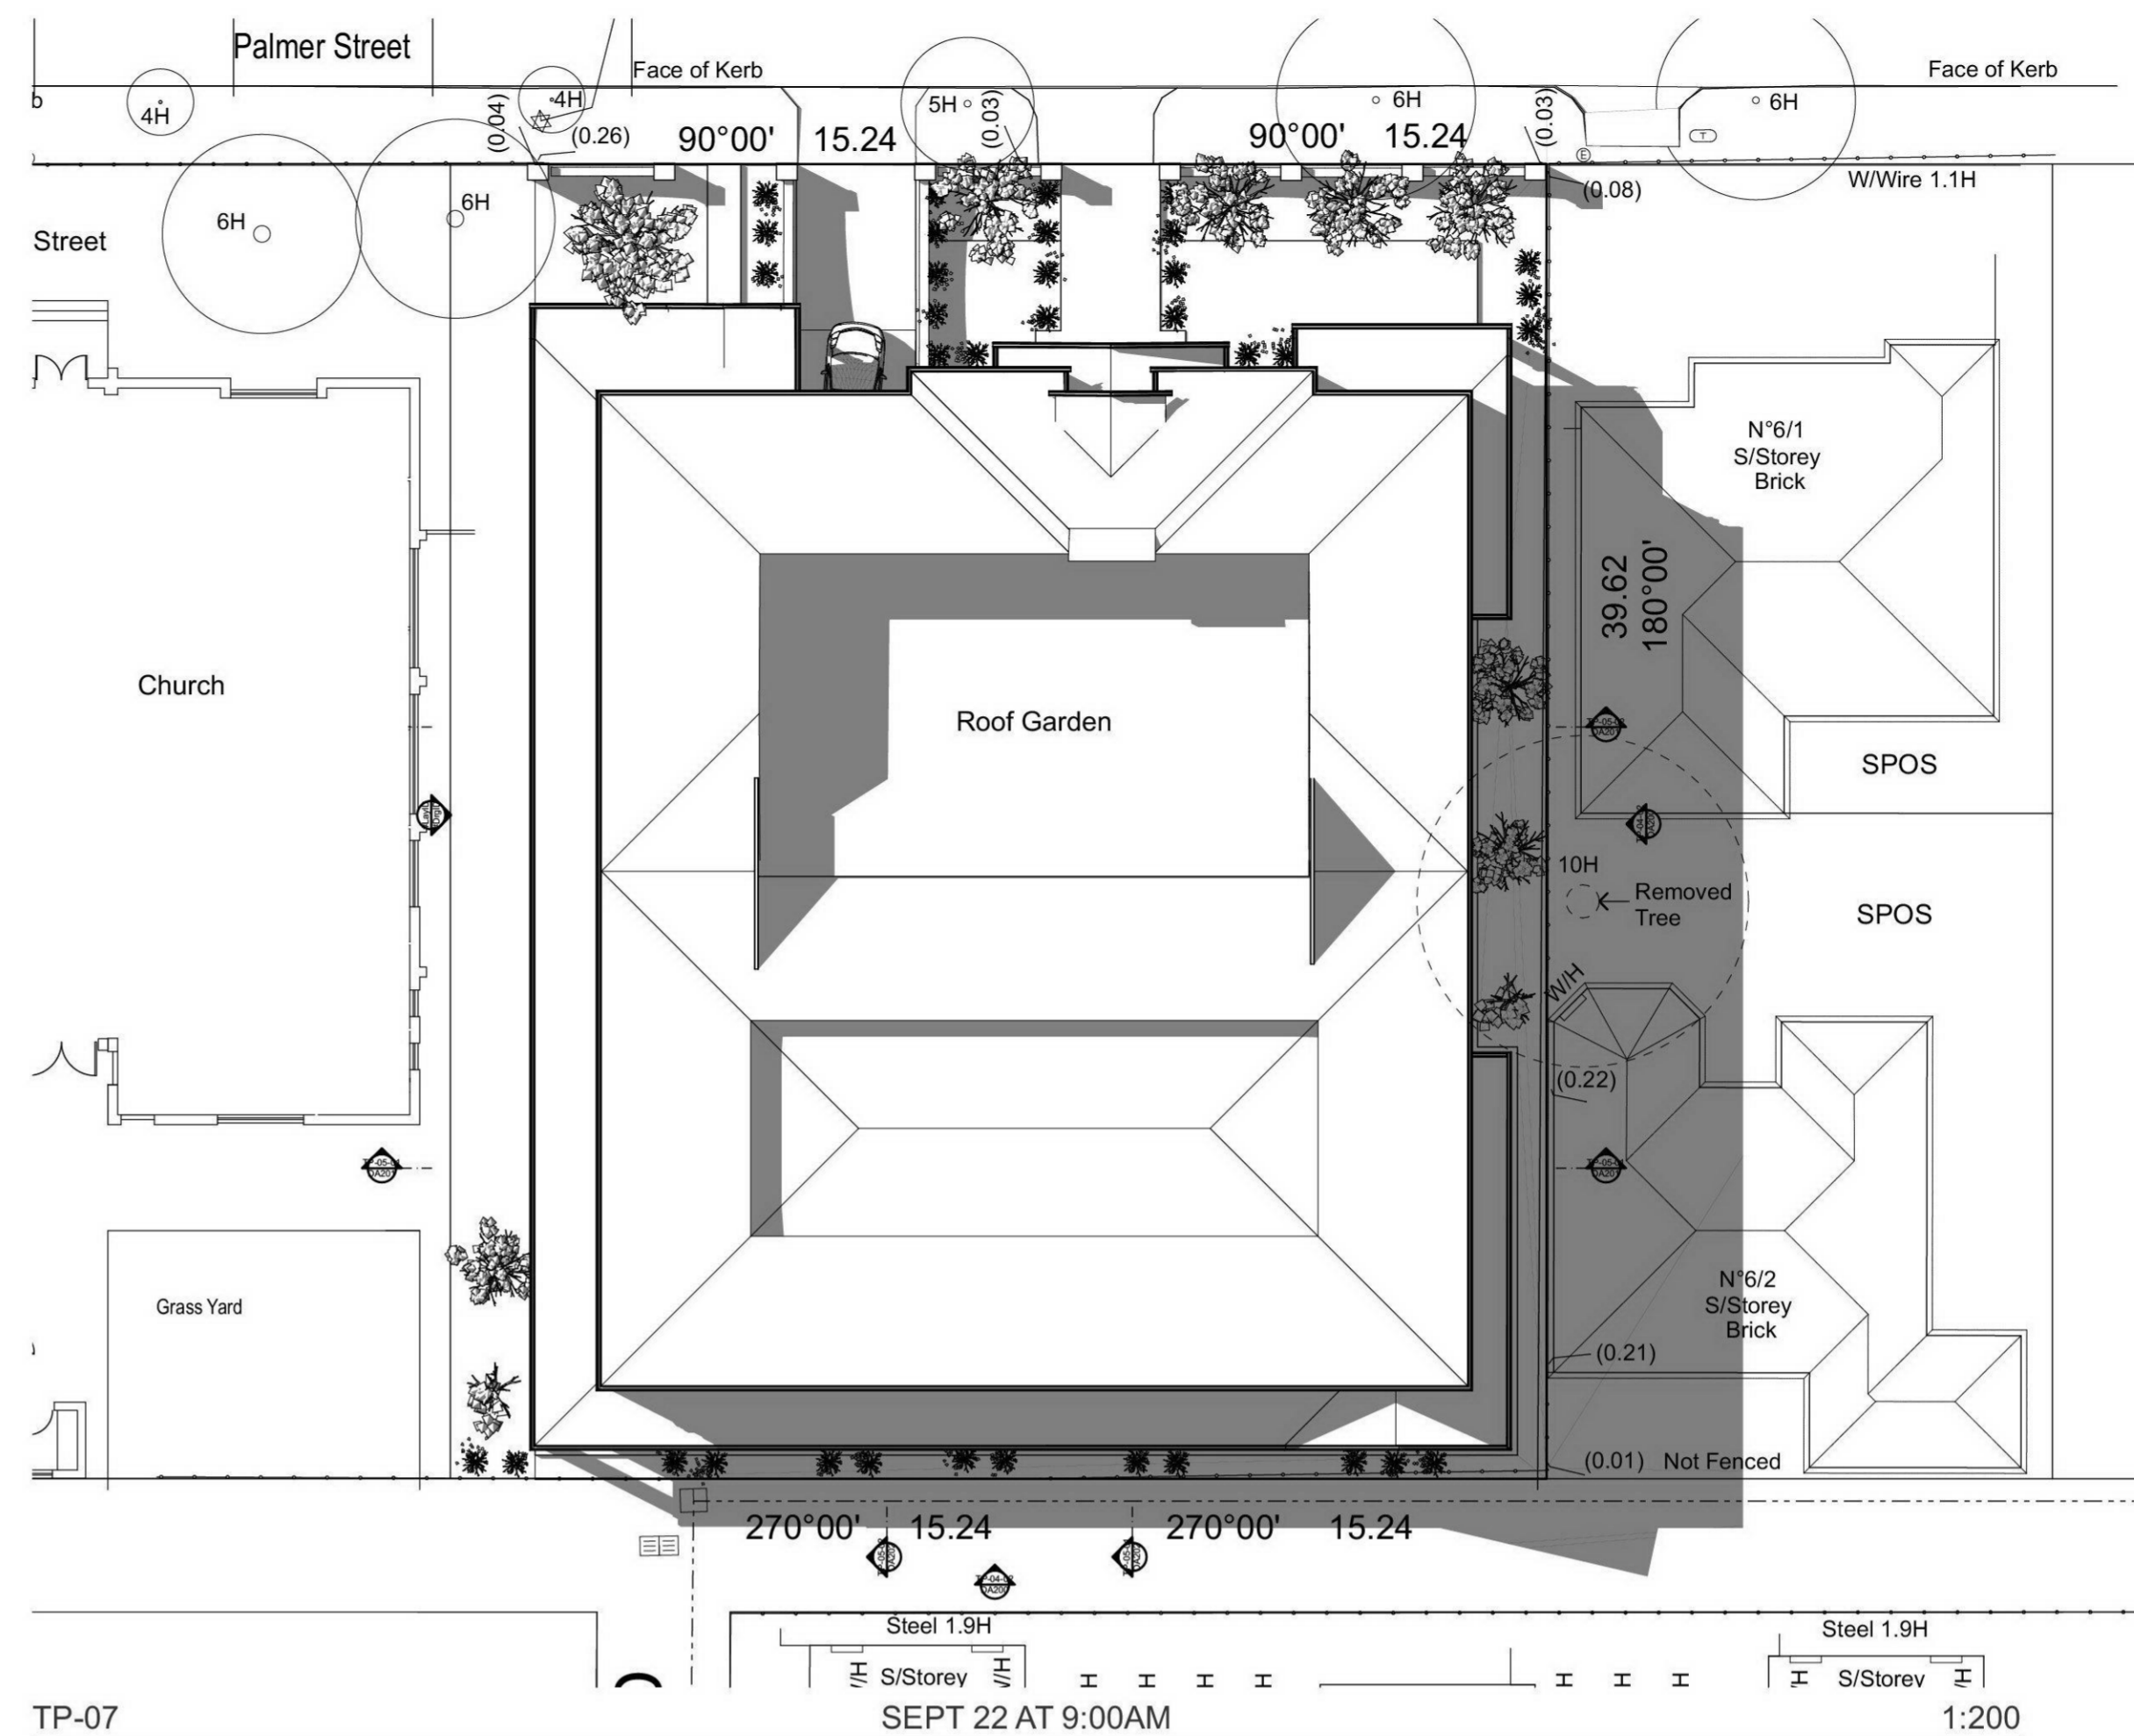 Palmer Street
Face of Kerb
Face of Kerb
b
4H
4H
5H
6H
6H
(0.04)
(0.26)
90°00'
15.24
(0.03)
90°00'
15.24
(0.03)
T
E
W/Wire 1.1H
(0.08)
6H
6H
Street
N°6/1
S/Storey
Brick
39.62
180°00'
Church
Roof Garden
SPOS
10H
Removed
Tree
SPOS
W/H
(0.22)
N°6/2
S/Storey
Brick
Grass Yard
(0.21)
(0.01)
Not Fenced
270°00'
15.24
270°00'
15.24
TP-04-02
DA200
Steel 1.9H
Steel 1.9H
S/Storey
S/Storey
H
H
H
H
H
H
H
TP-07
SEPT 22 AT 9:00AM
1:200